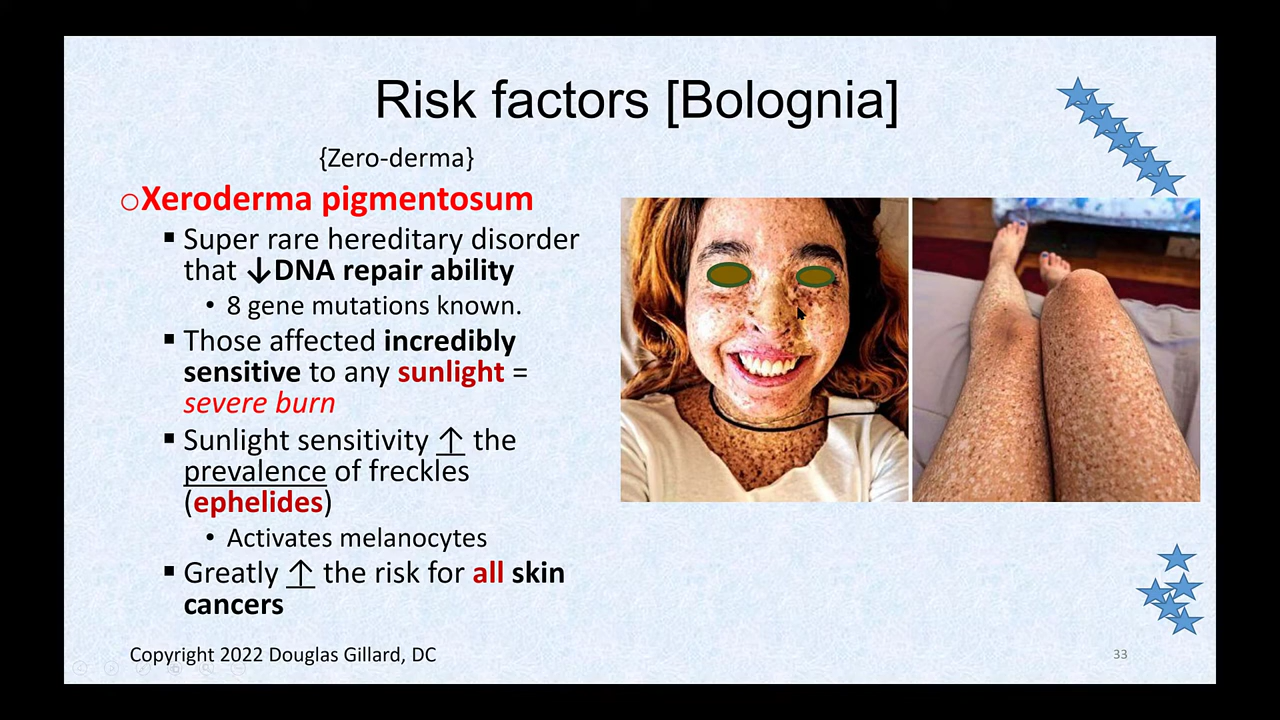 Risk factors [Bolognia]
{Zero-derma}
Xeroderma pigmentosum
Super rare hereditary disorder
that ↓DNA repair ability
8 gene mutations known.
Those affected incredibly
sensitive to any sunlight =
severe burn
Sunlight sensitivity ↑ the
prevalence of freckles
(ephelides)
Activates melanocytes
Greatly ↑ the risk for all skin
cancers
Copyright 2022 Douglas Gillard, DC
33